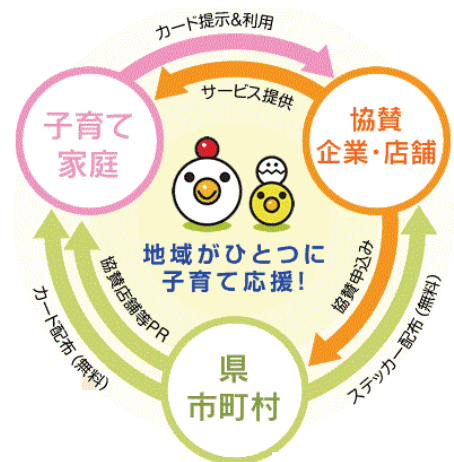 カード提示&利用
サービス提供
子育て
家庭
協賛
企業・店舗
地域がひとつに
子育て応援!
協賛店舗等PR
協賛申込み
カード配布(無料)
ステッカー配布(無料)
県
市町村